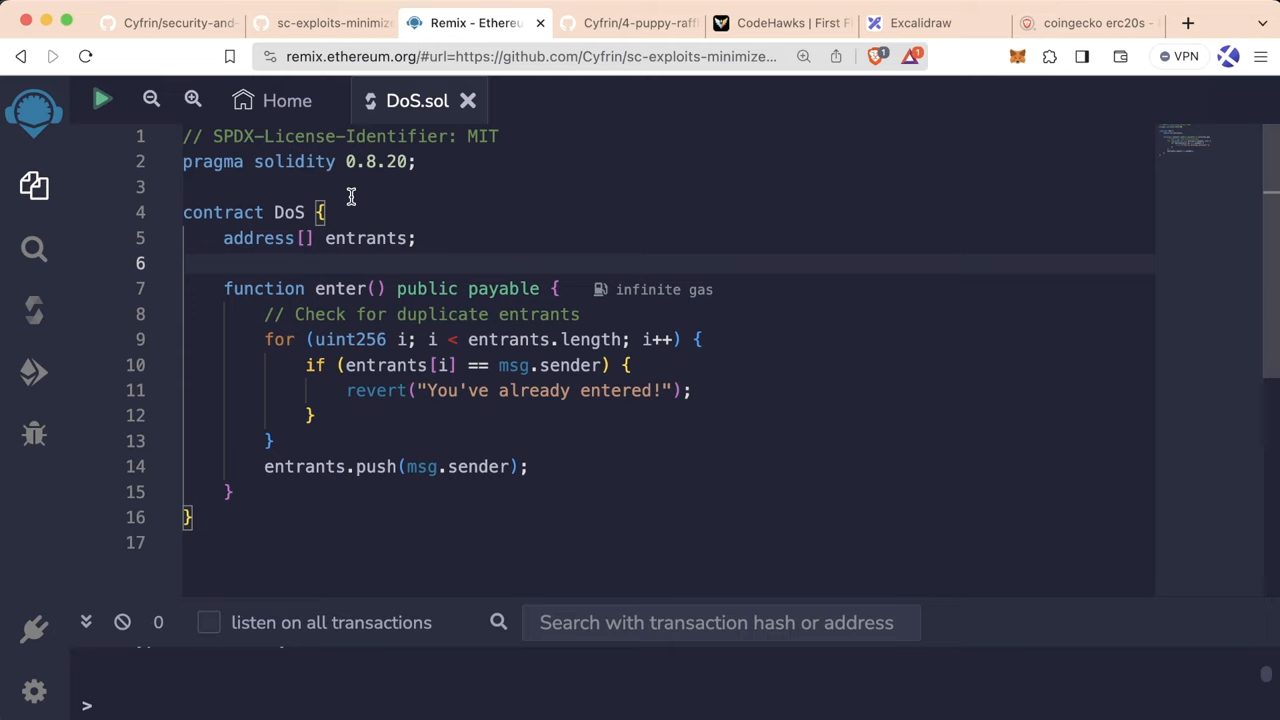 Cyfrin/security-and-
sc-exploits-minimize
Remix - Ethere
Cyfrin/4-puppy-raff
CodeHawks | First F
Excalidraw
coingecko erc20s -
remix.ethereum.org/#url=https://github.com/Cyfrin/sc-exploits-minimize...
1
1
VPN
Home
DoS.sol
1 // SPDX-License-Identifier: MIT
2 pragma solidity 0.8.20;
3
4 contract DoS {
5 address[] entrants;
6
7 function enter() public payable { infinite gas
8 // Check for duplicate entrants
9 for (uint256 i; i < entrants.length; i++) {
10 if (entrants[i] == msg.sender) {
11 revert("You've already entered!");
12 }
13 }
14 entrants.push(msg.sender);
15 }
16 }
17
0
listen on all transactions
Search with transaction hash or address
>